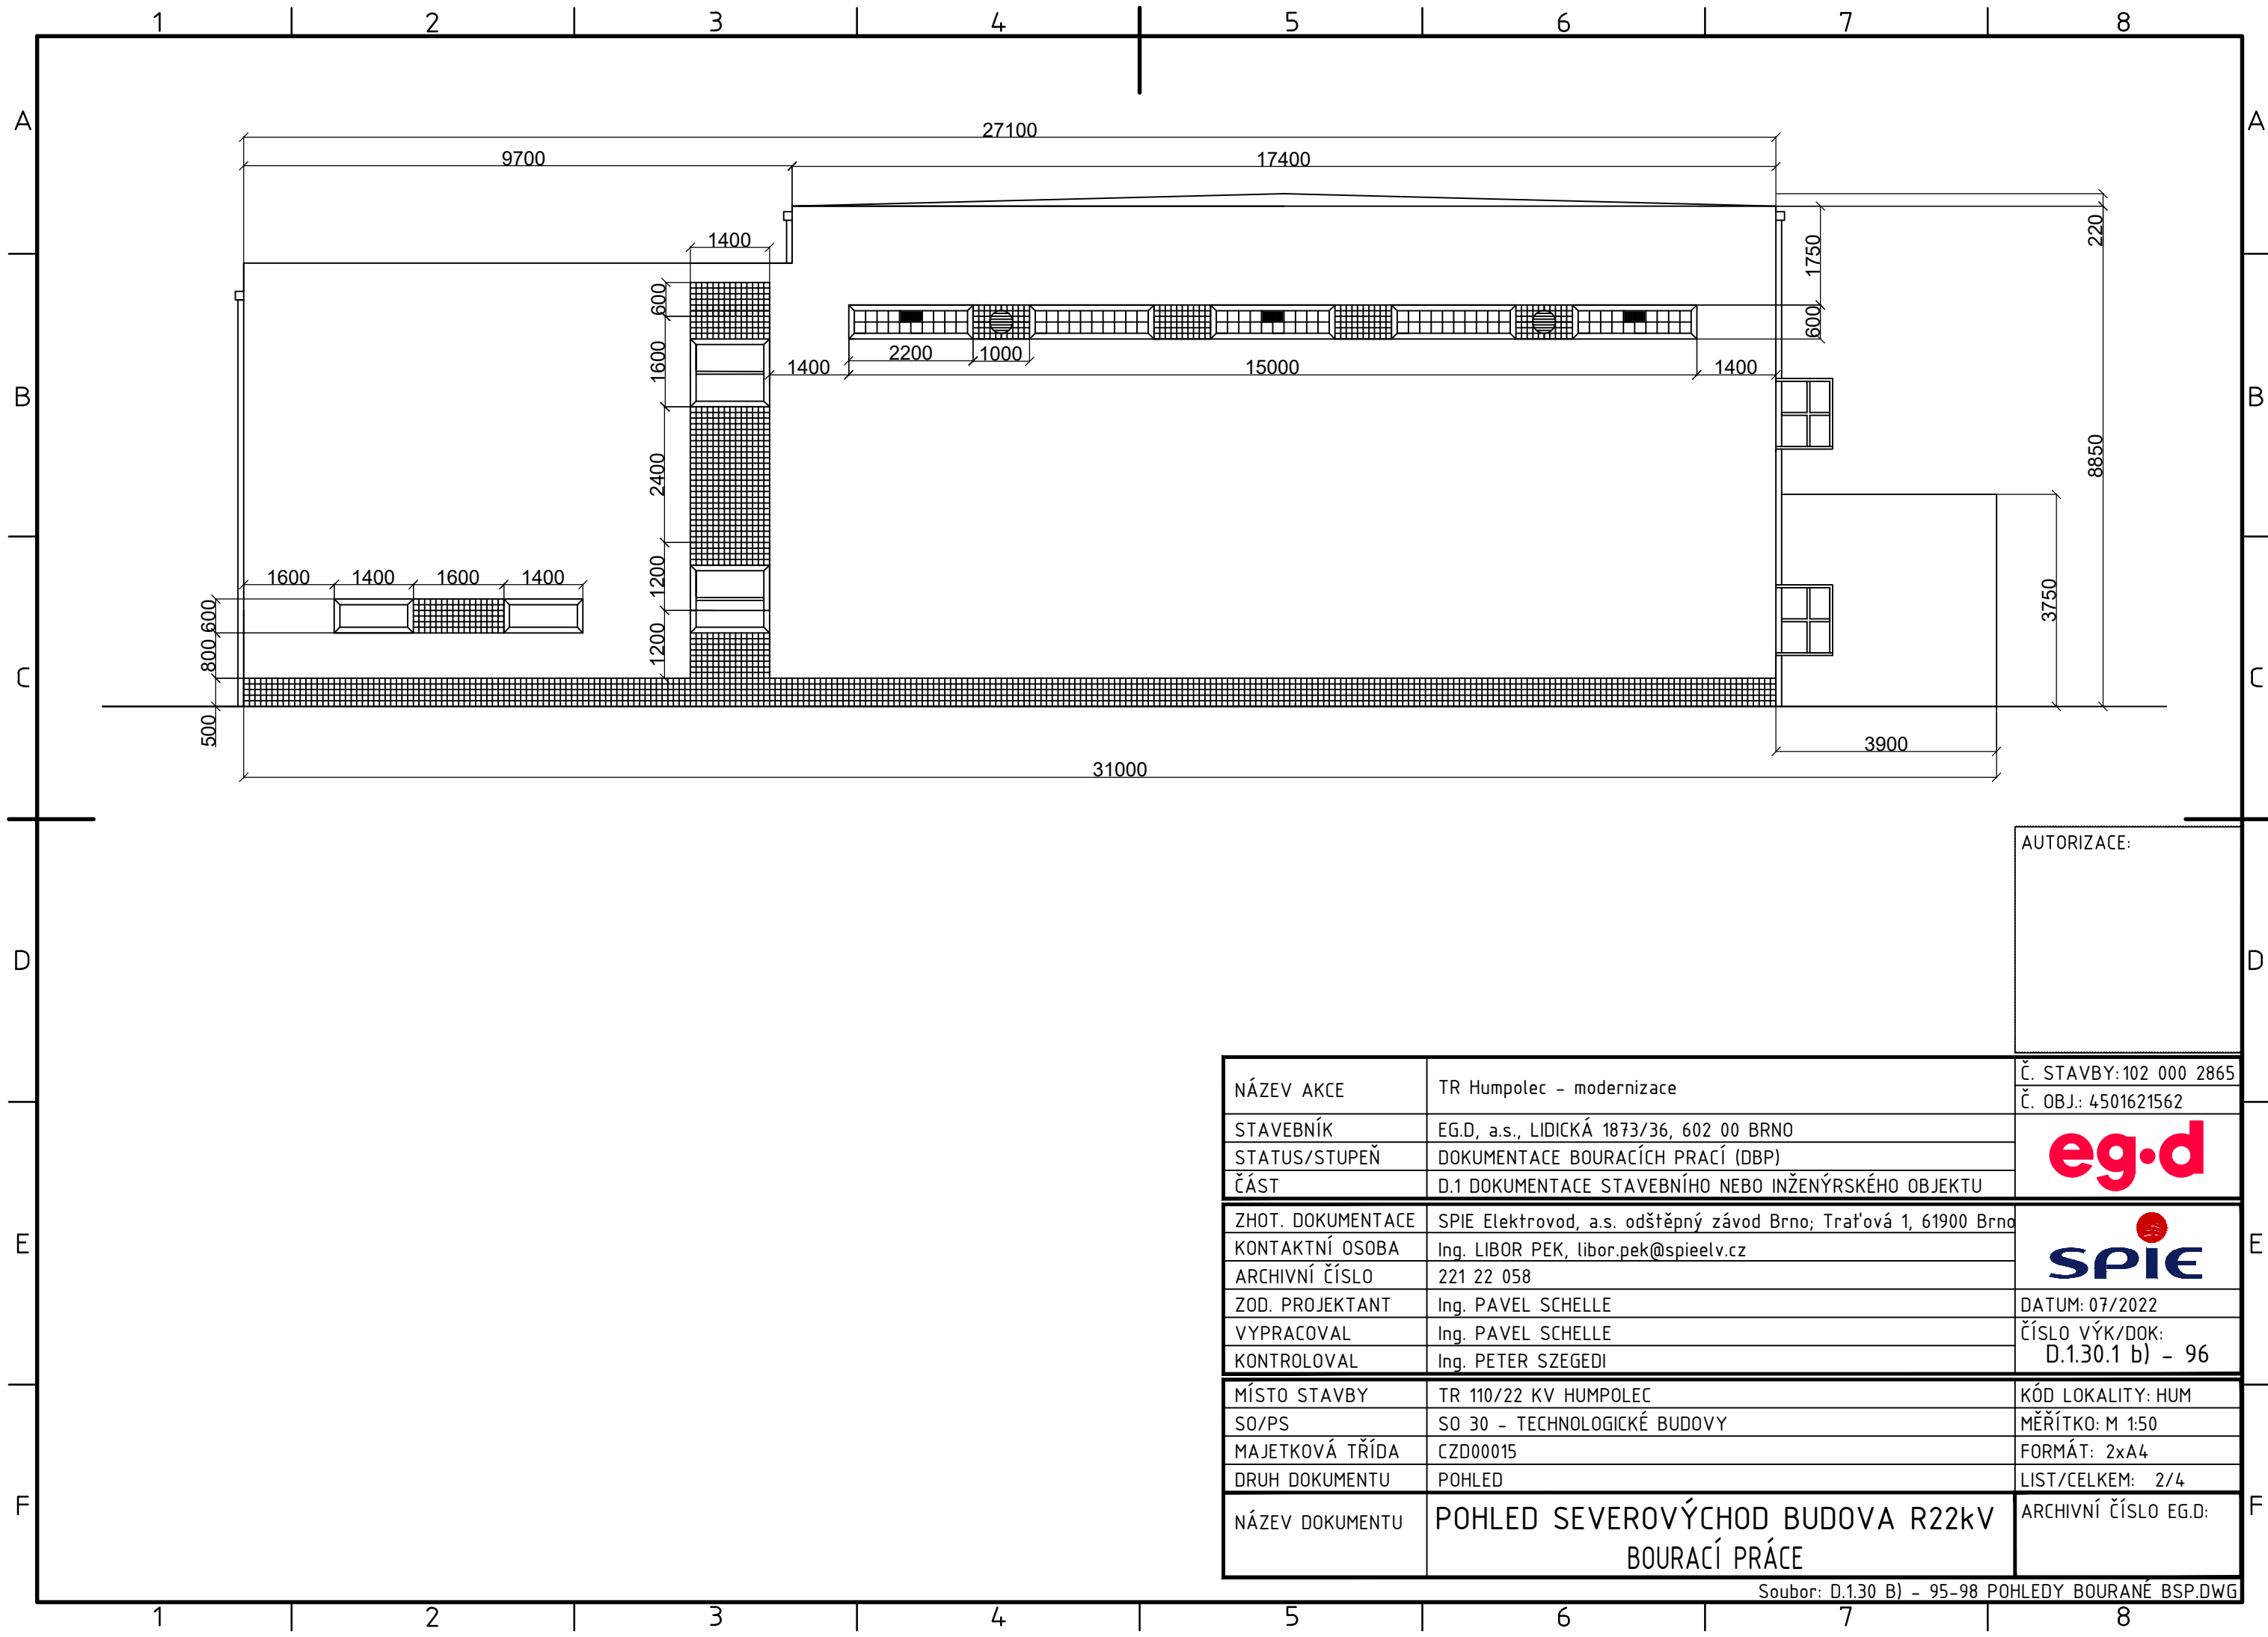 1 2 3 4 5 6 7 8
A A
27100
9700 17400
220
1400
1750
600
600
2200 1000
1600 1400 15000 1400
B B
8850
2400
1600 1400 1600 1400
1200
3750
600
800
1200
C C
500
3900
31000
AUTORIZACE:
D D
NÁZEV AKCE TR Humpolec - modernizace Č. STAVBY: 102 000 2865
Č. OBJ.: 4501621562
STAVEBNÍK EG.D, a.s., LIDICKÁ 1873/36, 602 00 BRNO
eg.d
STATUS/STUPEŇ DOKUMENTACE BOURACÍCH PRACÍ (DBP)
ČÁST D.1 DOKUMENTACE STAVEBNÍHO NEBO INŽENÝRSKÉHO OBJEKTU
ZHOT. DOKUMENTACE SPIE Elektrovod, a.s. odštěpný závod Brno; Traťová 1, 61900 Brno
E E
KONTAKTNÍ OSOBA Ing. LIBOR PEK, libor.pek@spieelv.cz
SPIE
ARCHIVNÍ ČÍSLO 221 22 058
ZOD. PROJEKTANT Ing. PAVEL SCHELLE DATUM: 07/2022
VYPRACOVAL Ing. PAVEL SCHELLE ČÍSLO VÝK/DOK:
KONTROLOVAL Ing. PETER SZEGEDI D.1.30.1 b) - 96
MÍSTO STAVBY TR 110/22 KV HUMPOLEC KÓD LOKALITY: HUM
SO/PS SO 30 - TECHNOLOGICKÉ BUDOVY MĚŘÍTKO: M 1:50
MAJETKOVÁ TŘÍDA CZD00015 FORMÁT: 2xA4
DRUH DOKUMENTU POHLED LIST/CELKEM: 2/4
F F
NÁZEV DOKUMENTU POHLED SEVEROVÝCHOD BUDOVA R22kV ARCHIVNÍ ČÍSLO EG.D:
BOURACÍ PRÁCE
Soubor: D.1.30 B) - 95-98 POHLEDY BOURANÉ BSP.DWG
1 2 3 4 5 6 7 8